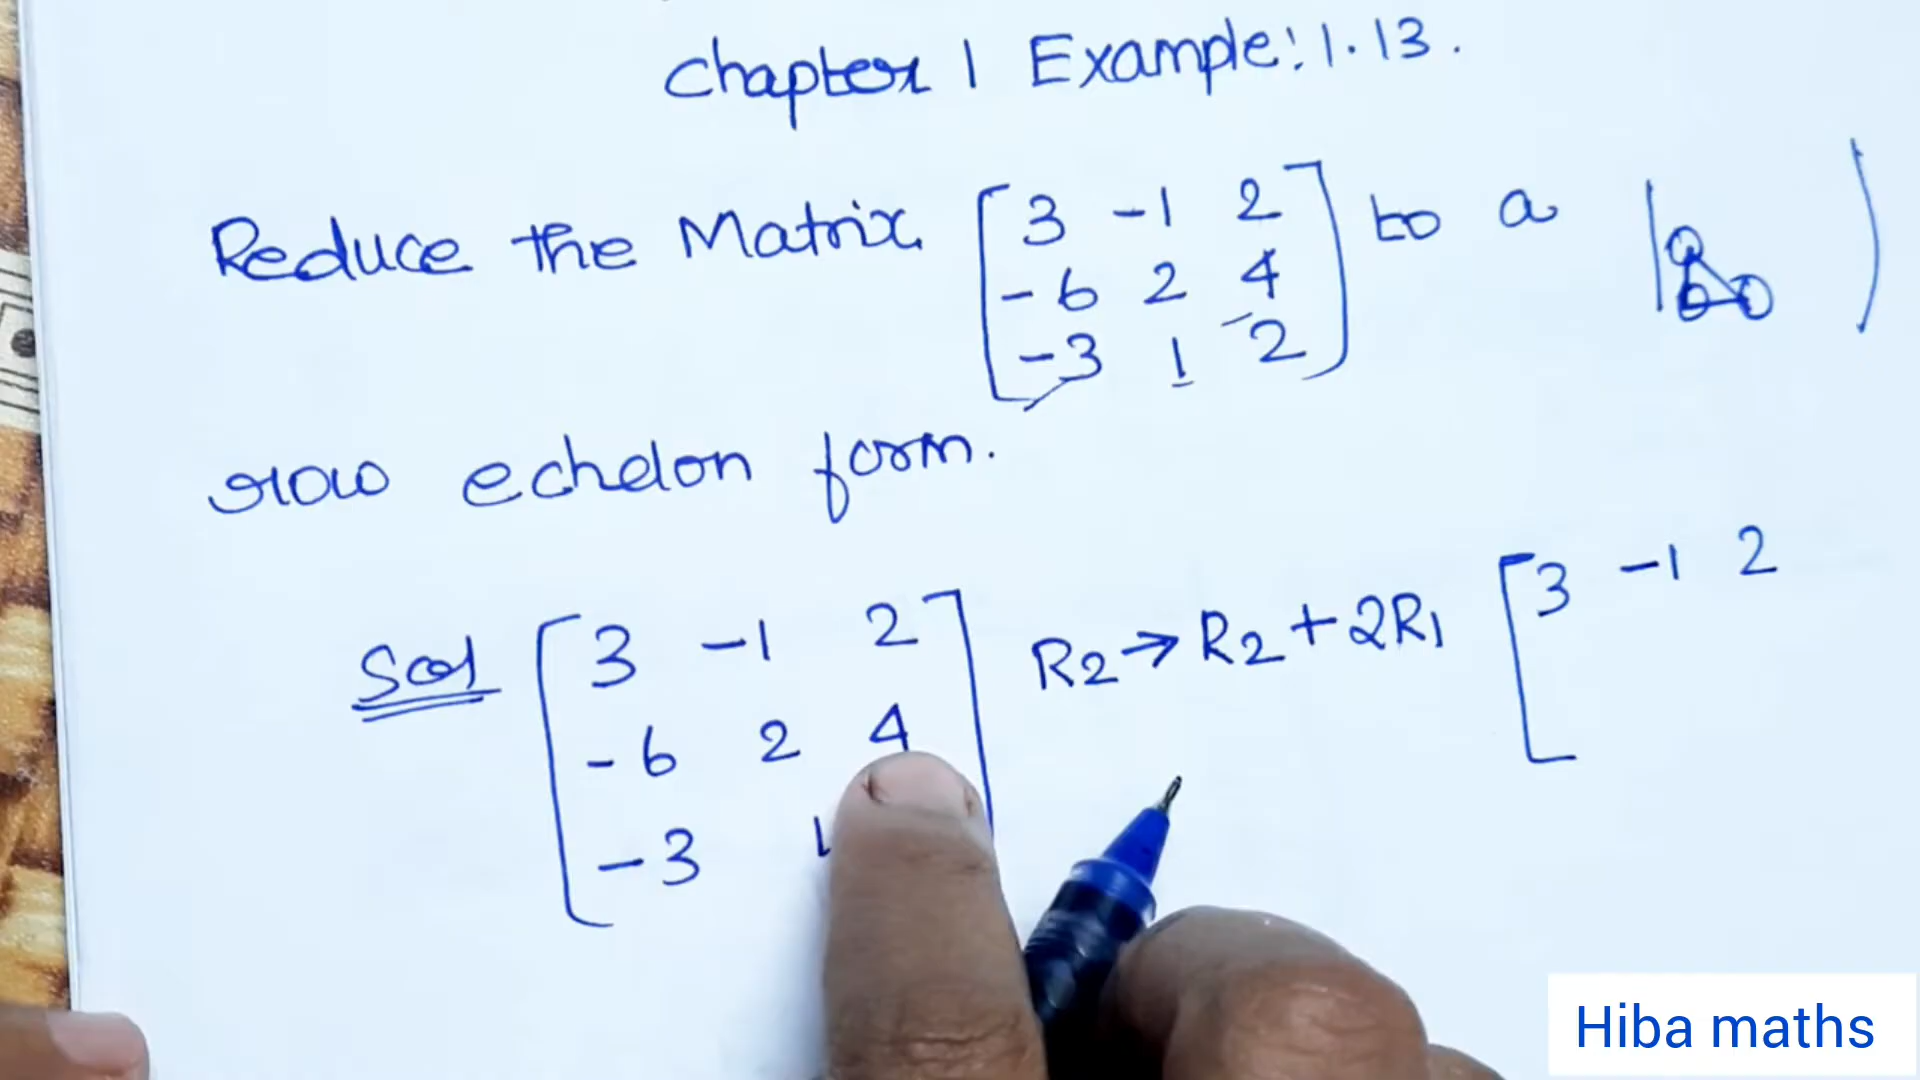 Chapter 1 Example: 1.13.
Reduce the Matrix [3 -1 2 to a
-6 2 4
-3 1 -2]
row echelon form.
Sol [3 -1 2] R2→R2+2R1 [3 -1 2
-6 2 4
-3 1
Hiba maths